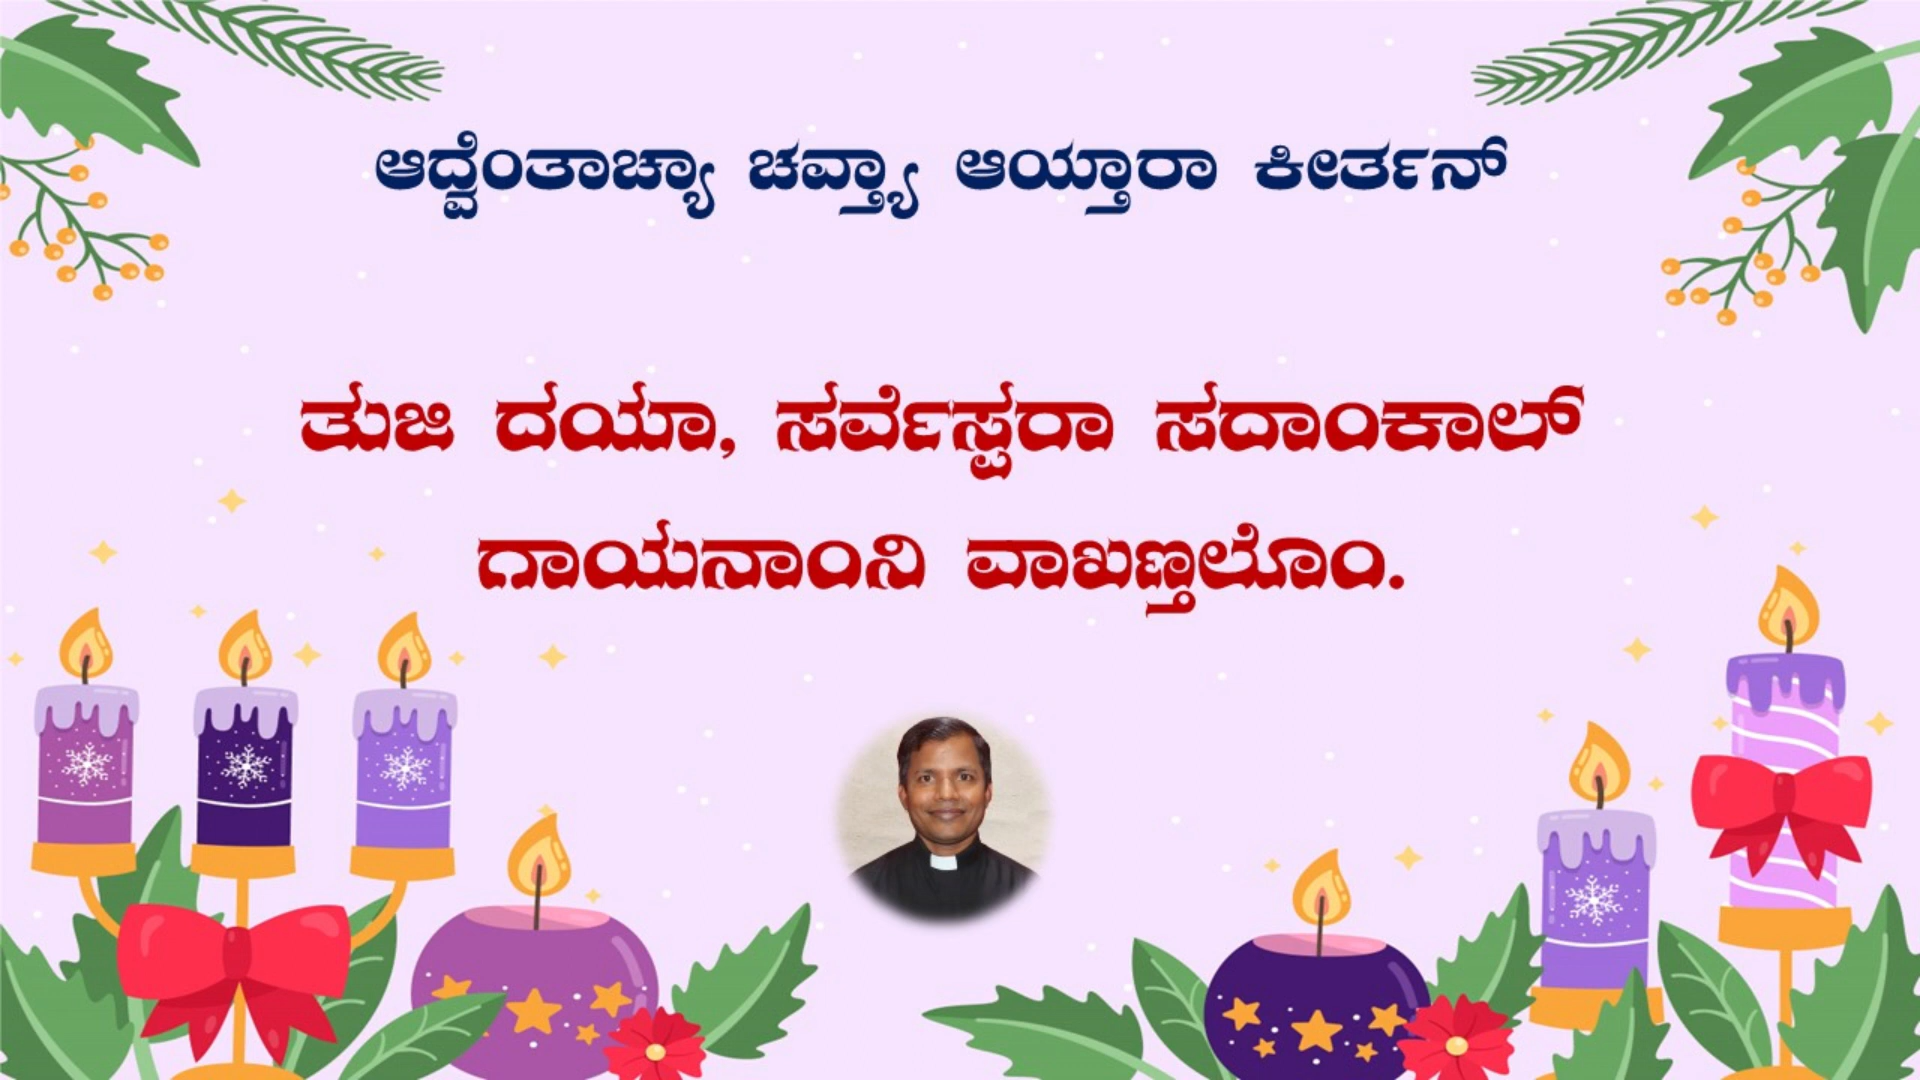 ಆದ್ವೆಂತಾಚ್ಯಾ ಚವ್ತ್ಯಾ ಆಯ್ತಾರಾ ಕೀರ್ತನ್
ತುಜಿ ದಯಾ, ಸರ್ವೆಸ್ಪರಾ ಸದಾಂಕಾಲ್
ಗಾಯನಾಂನಿ ವಾಖಣ್ತಲೊಂ.